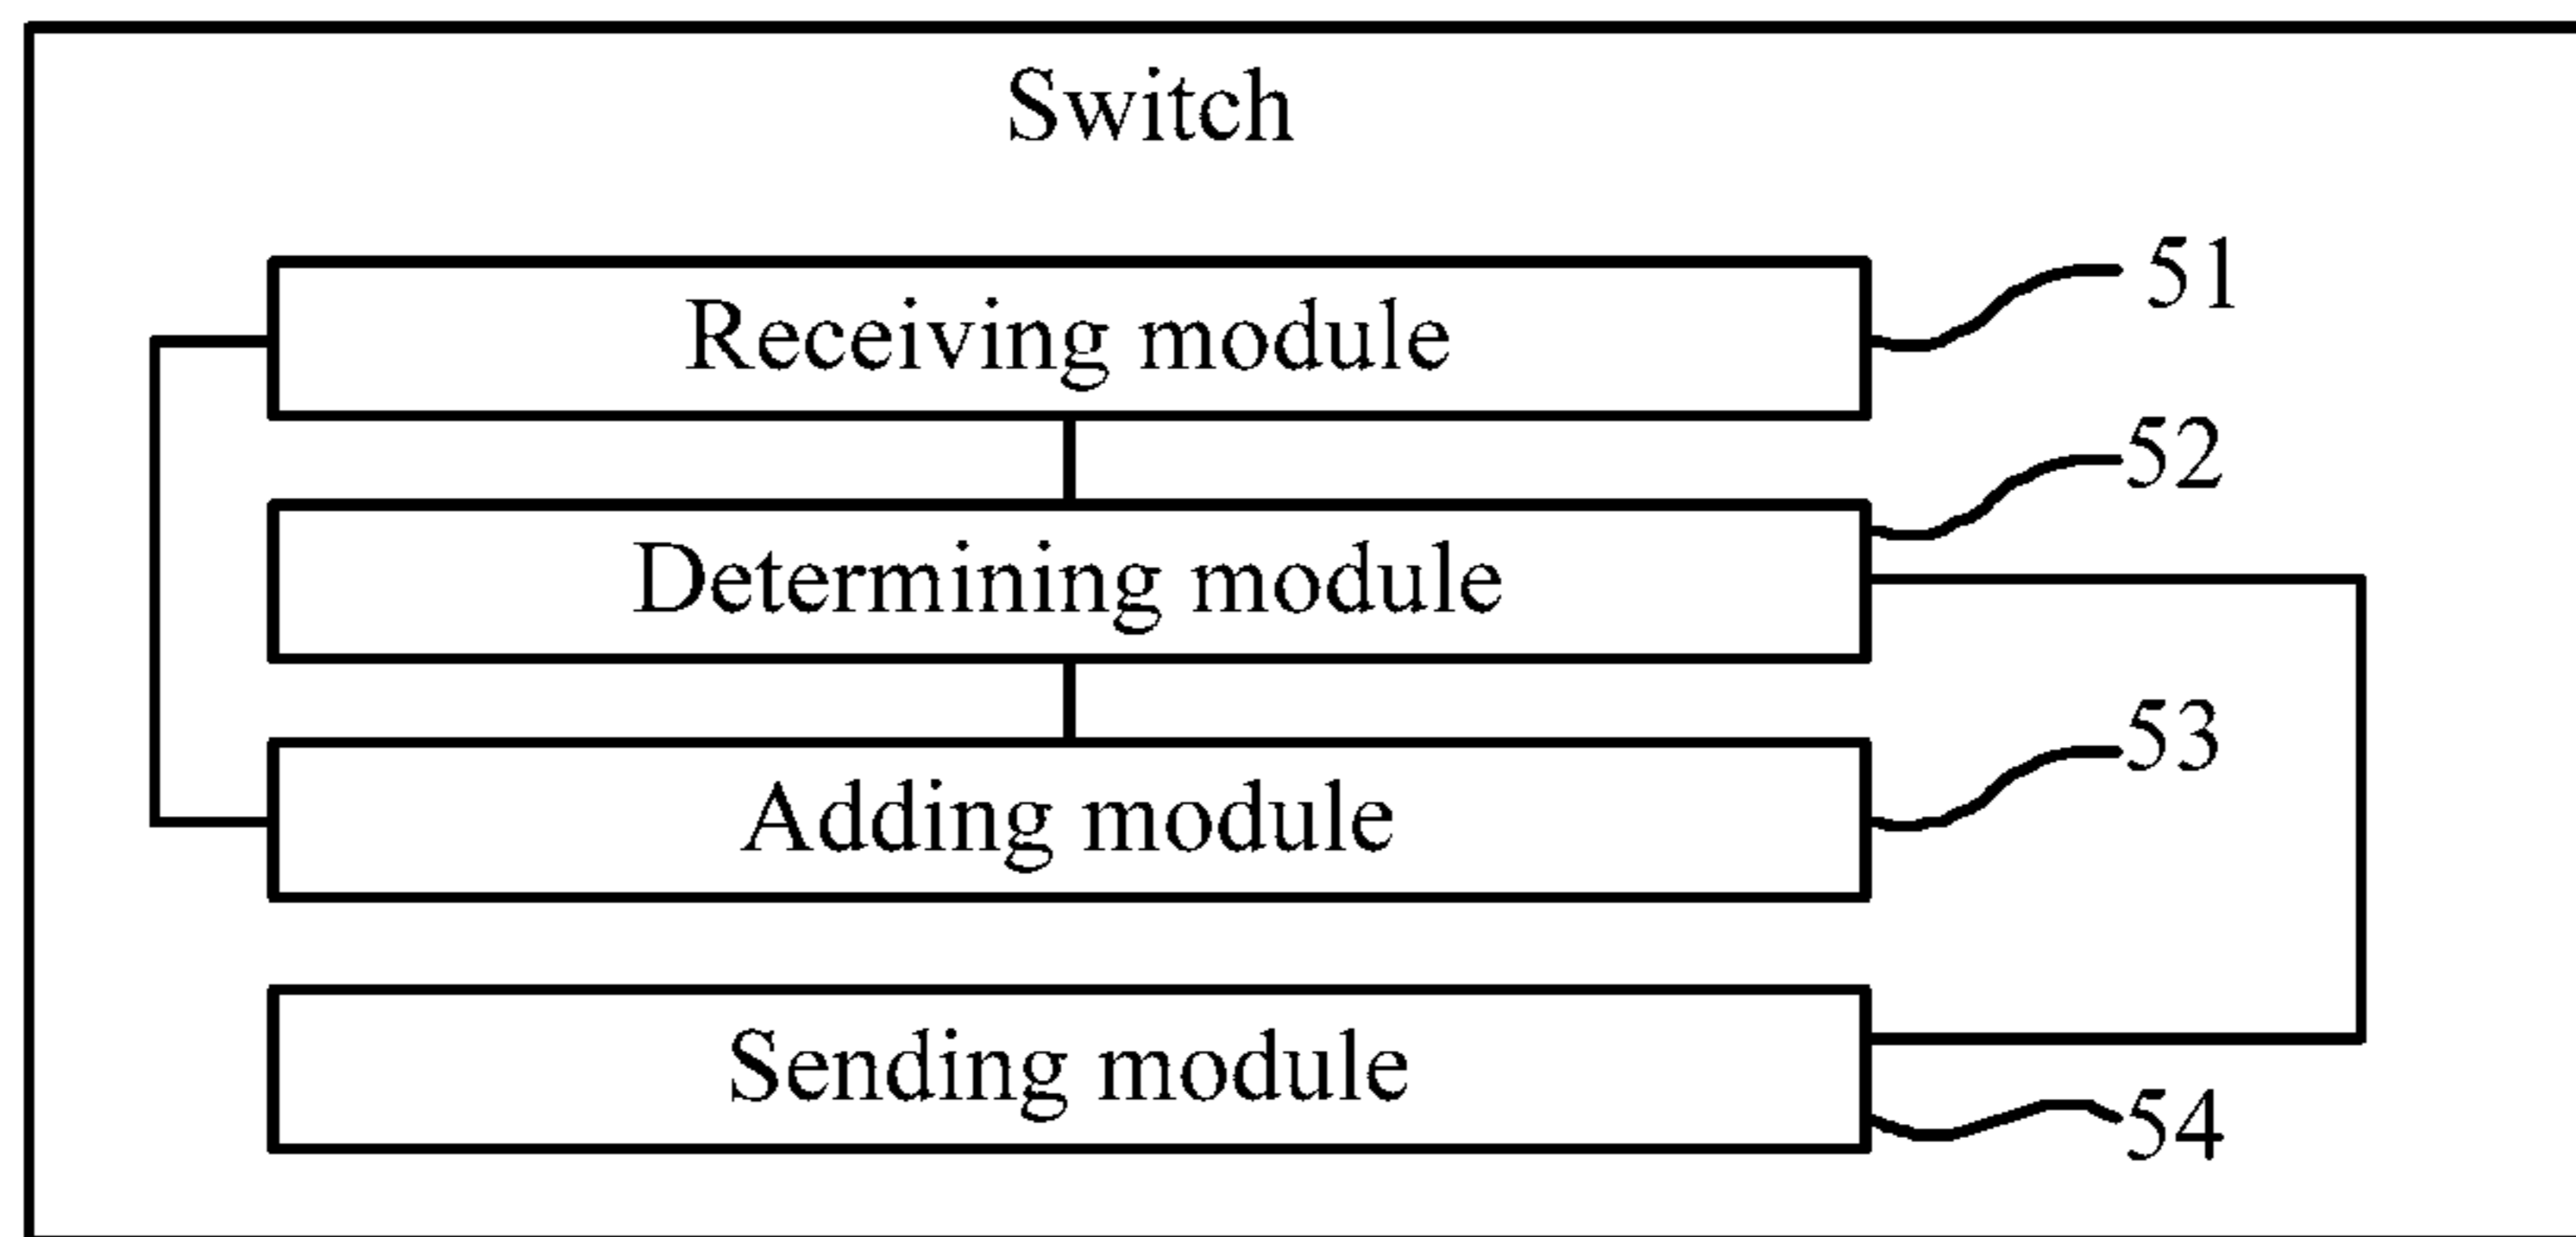 Switch
Receiving module
51
Determining module
52
Adding module
53
Sending module
54